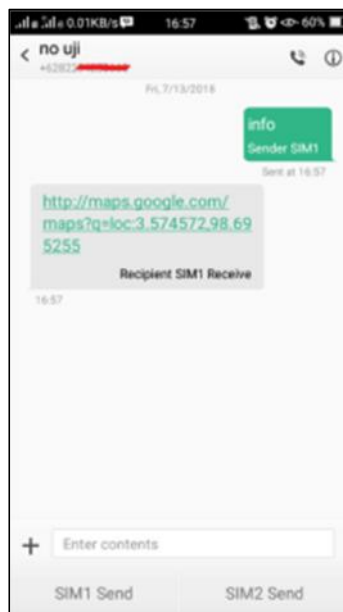 0.01KB/s 16:57 60%
no uji
+62823
Fri, 7/13/2018
info
Sender SIM1
Sent at 16:57
http://maps.google.com/
maps?q=loc:3.574572,98.69
5255
Recipient SIM1 Receive
16:57
Enter contents
SIM1 Send SIM2 Send